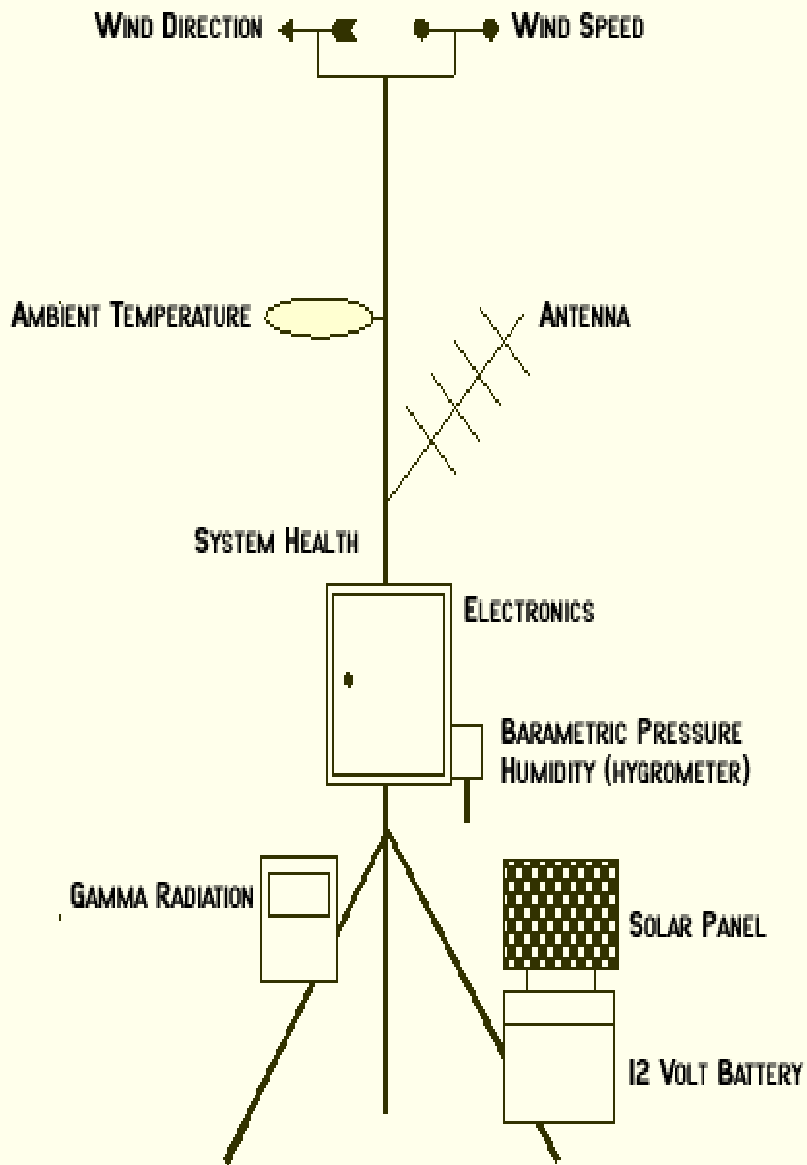 Wind Direction
Wind Speed
Ambient Temperature
Antenna
System Health
Electronics
Barametric Pressure
Humidity (hygrometer)
Gamma Radiation
Solar Panel
12 Volt Battery